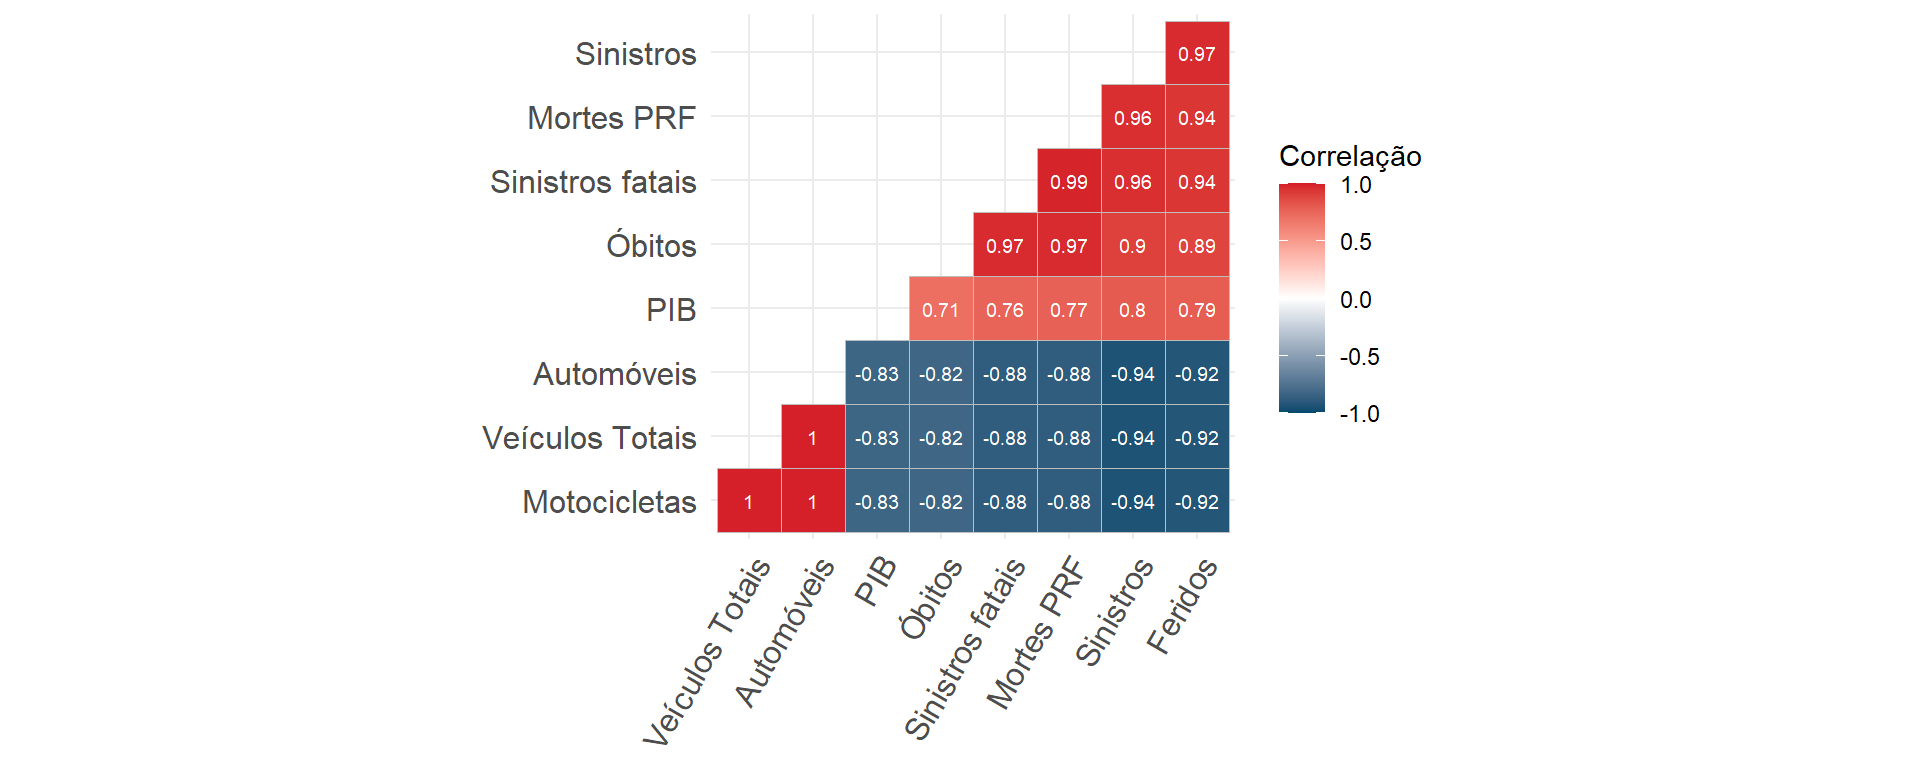 Sinistros 0.97
Mortes PRF 0.96 0.94
Sinistros fatais 0.99 0.96 0.94
Óbitos 0.97 0.97 0.9 0.89
PIB 0.71 0.76 0.77 0.8 0.79
Automóveis -0.83 -0.82 -0.88 -0.88 -0.94 -0.92
Veículos Totais 1 -0.83 -0.82 -0.88 -0.88 -0.94 -0.92
Motocicletas 1 1 -0.83 -0.82 -0.88 -0.88 -0.94 -0.92
Veículos Totais
Automóveis
PIB
Óbitos
Sinistros fatais
Mortes PRF
Sinistros
Feridos
Correlação
1.0
0.5
0.0
-0.5
-1.0